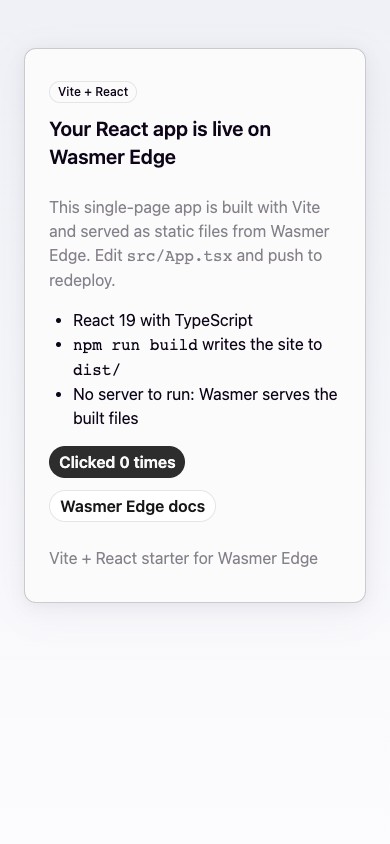 Vite + React
Your React app is live on
Wasmer Edge
This single-page app is built with Vite
and served as static files from Wasmer
Edge. Edit src/App.tsx and push to
redeploy.
• React 19 with TypeScript
• npm run build writes the site to
dist/
• No server to run: Wasmer serves the
built files
Clicked 0 times
Wasmer Edge docs
Vite + React starter for Wasmer Edge